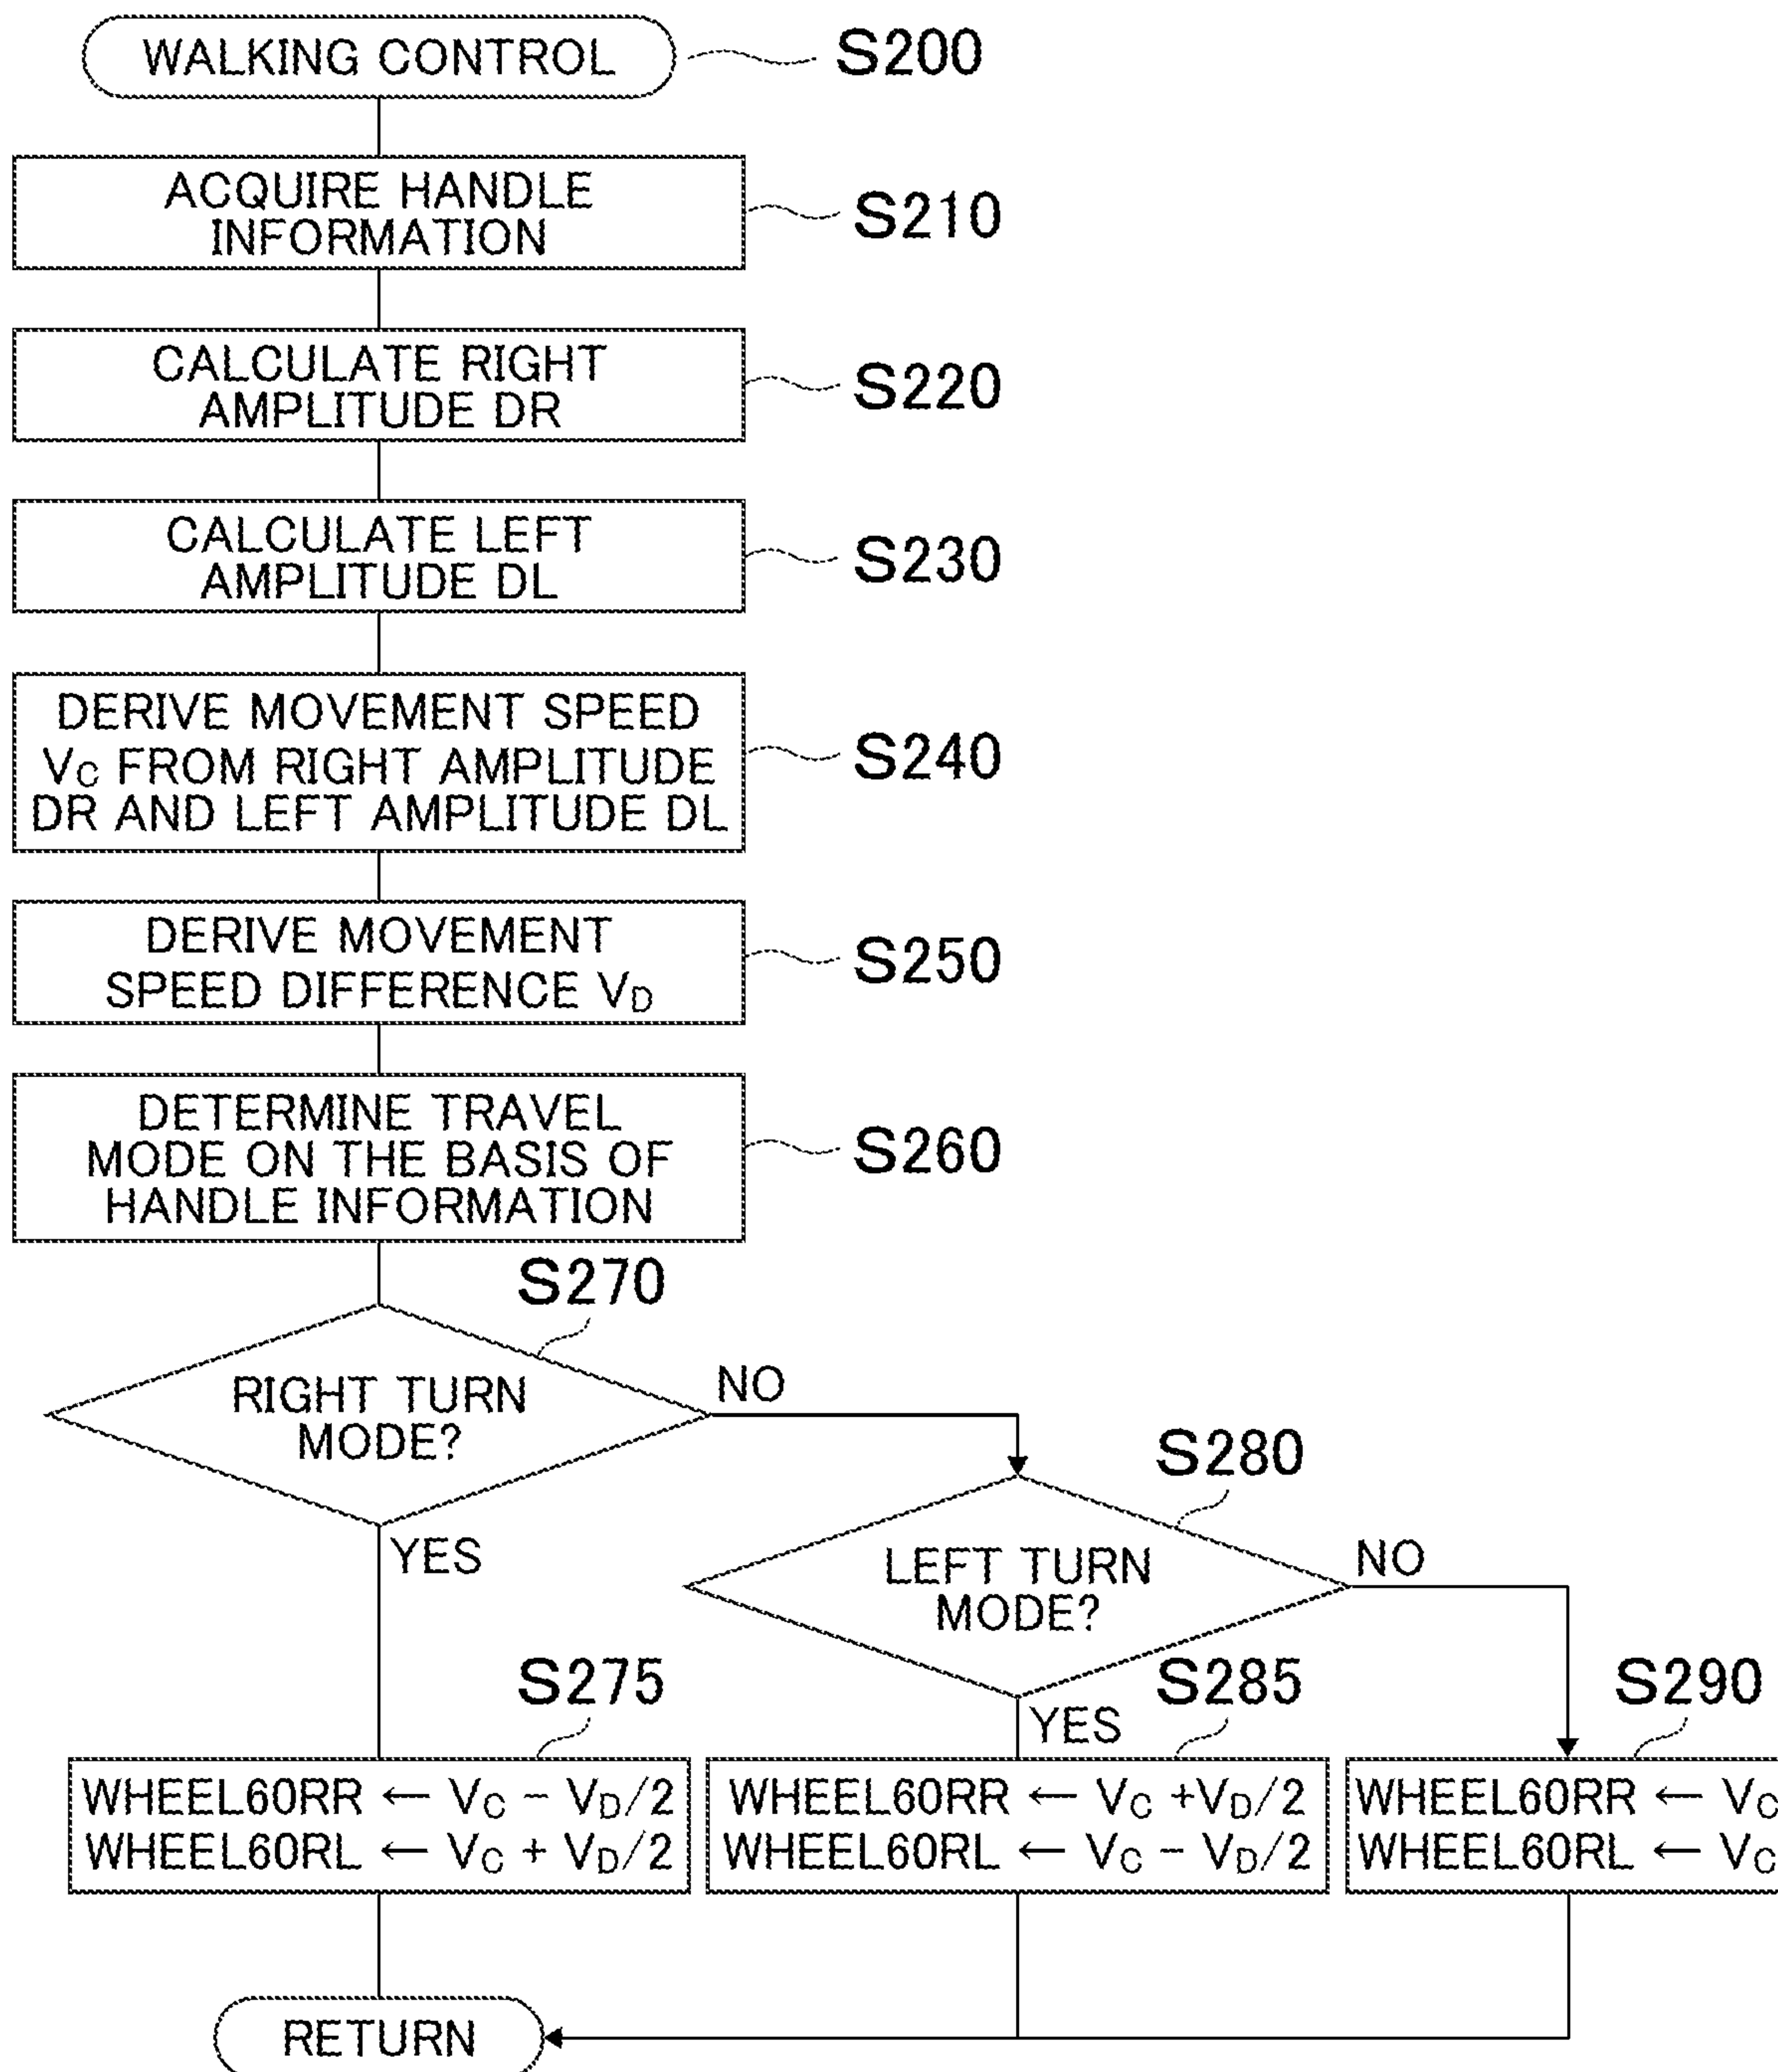 WALKING CONTROL
S200
ACQUIRE HANDLE
INFORMATION
S210
CALCULATE RIGHT
AMPLITUDE DR
S220
CALCULATE LEFT
AMPLITUDE DL
S230
DERIVE MOVEMENT SPEED
VC FROM RIGHT AMPLITUDE
DR AND LEFT AMPLITUDE DL
S240
DERIVE MOVEMENT
SPEED DIFFERENCE VD
S250
DETERMINE TRAVEL
MODE ON THE BASIS OF
HANDLE INFORMATION
S260
S270
RIGHT TURN
MODE?
NO
YES
S280
LEFT TURN
MODE?
NO
YES
S275
WHEEL60RR ← VC − VD/2
WHEEL60RL ← VC + VD/2
S285
WHEEL60RR ← VC +VD/2
WHEEL60RL ← VC − VD/2
S290
WHEEL60RR ← VC
WHEEL60RL ← VC
RETURN